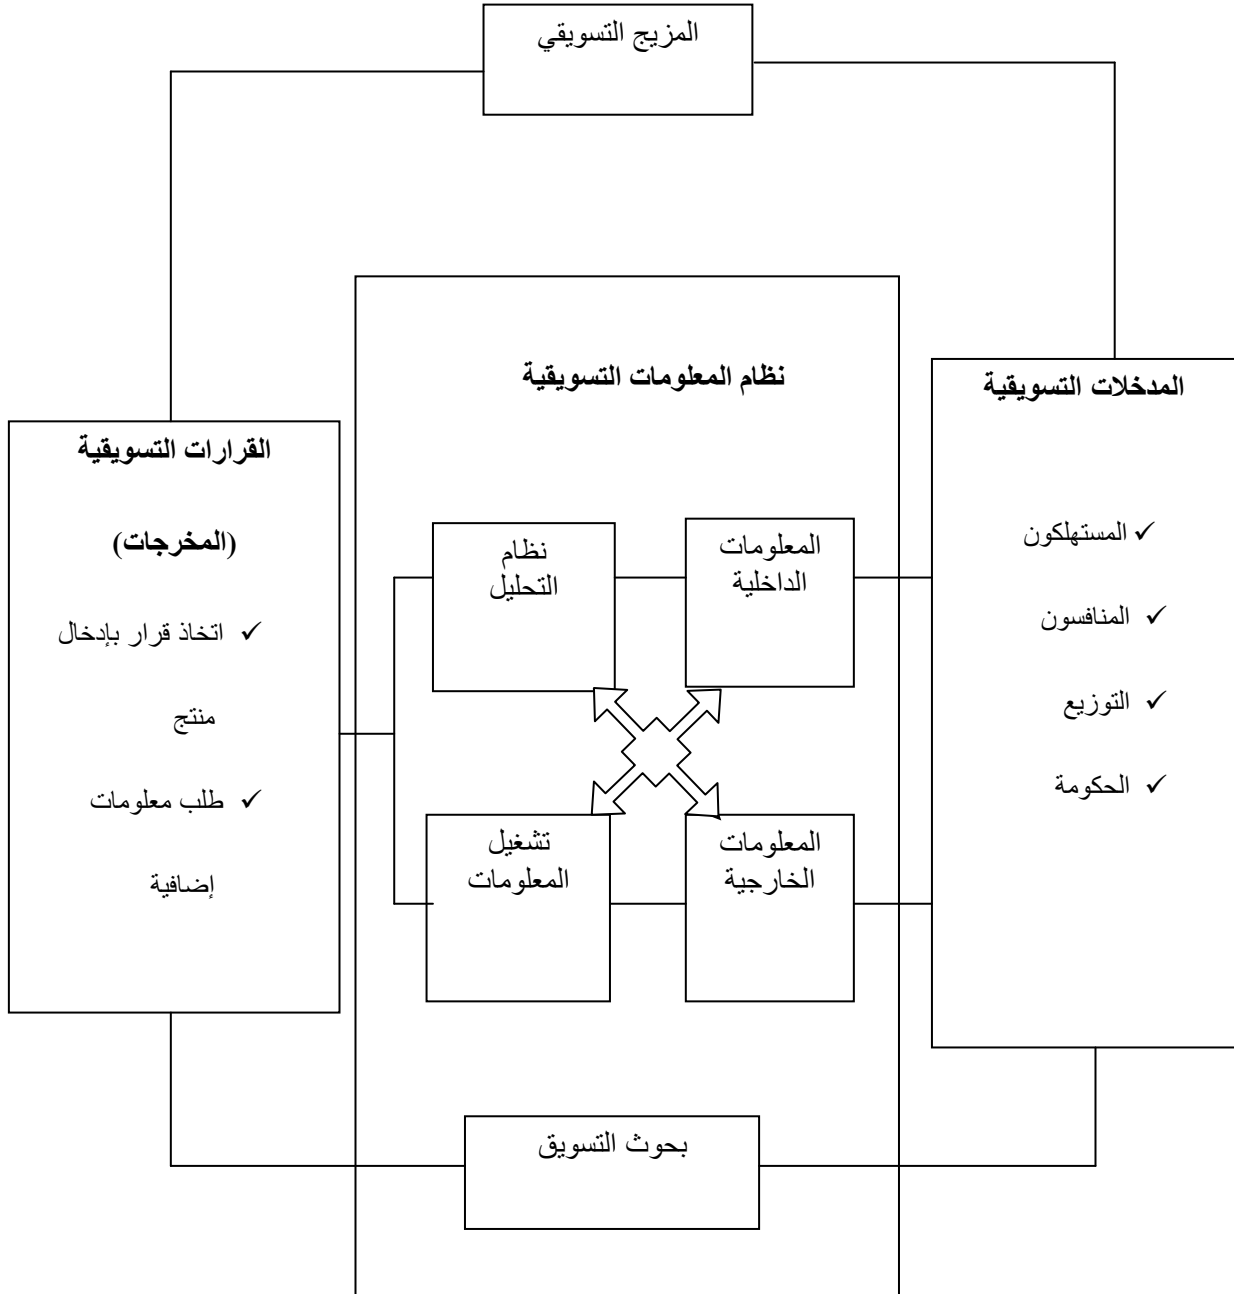 المزيج التسويقي
نظام المعلومات التسويقية
المدخلات التسويقية
✓ المستهلكون
✓ المنافسون
✓ التوزيع
✓ الحكومة
المعلومات
الداخلية
نظام
التحليل
المعلومات
الخارجية
تشغيل
المعلومات
القرارات التسويقية
(المخرجات)
✓ اتخاذ قرار بإدخال
منتج
✓ طلب معلومات
إضافية
بحوث التسويق